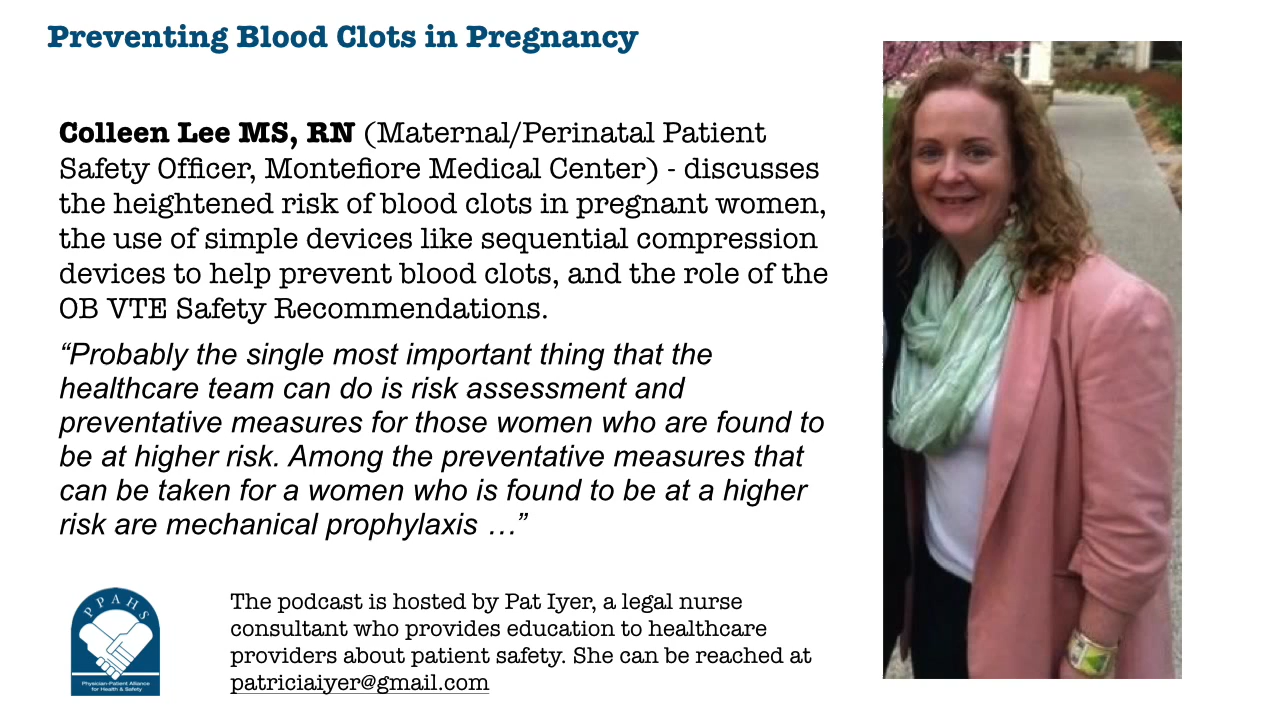 Preventing Blood Clots in Pregnancy
Colleen Lee MS, RN (Maternal/Perinatal Patient
Safety Officer, Montefiore Medical Center) - discusses
the heightened risk of blood clots in pregnant women,
the use of simple devices like sequential compression
devices to help prevent blood clots, and the role of the
OB VTE Safety Recommendations.
“Probably the single most important thing that the
healthcare team can do is risk assessment and
preventative measures for those women who are found to
be at higher risk. Among the preventative measures that
can be taken for a women who is found to be at a higher
risk are mechanical prophylaxis …”
PPAHS
Physician-Patient Alliance
for Health & Safety
The podcast is hosted by Pat Iyer, a legal nurse
consultant who provides education to healthcare
providers about patient safety. She can be reached at
patriciaiyer@gmail.com